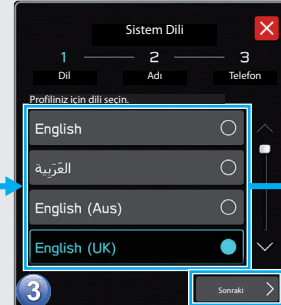 Sistem Dili
1 2 3
Dil Adı Telefon
Profiliniz için dili seçin.
English
العَرَبِية
English (Aus)
English (UK)
3
Sonraki